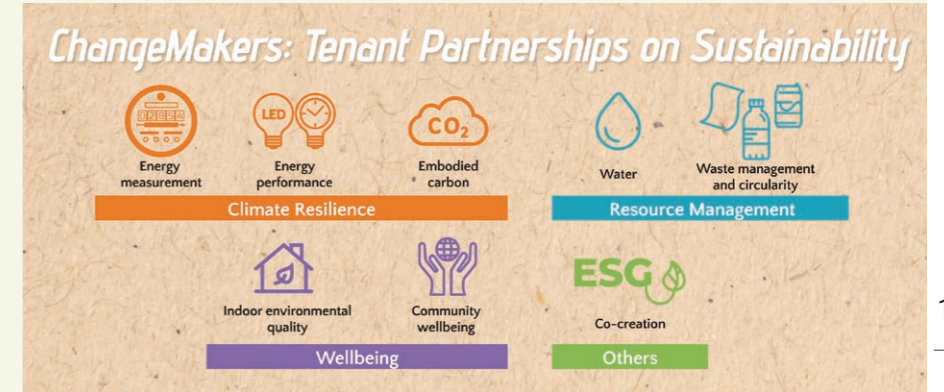 ChangeMakers: Tenant Partnerships on Sustainability
LED
CO₂
Energy
measurement
Energy
performance
Embodied
carbon
Climate Resilience
Water
Waste management
and circularity
Resource Management
Indoor environmental
quality
Community
wellbeing
Wellbeing
ESG
Co-creation
Others